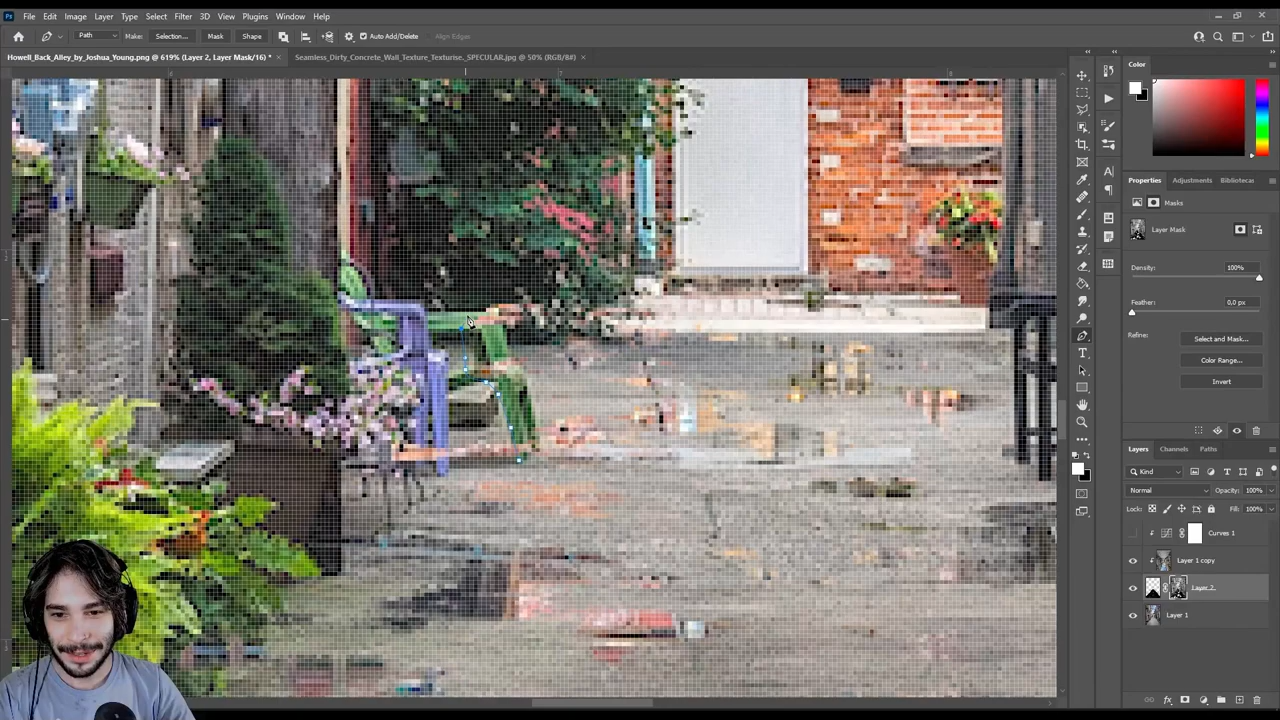 Ps File Edit Image Layer Type Select Filter 3D View Plugins Window Help
Path Make: Selection... Mask Shape Auto Add/Delete Align Edges
Howell_Back_Alley_by_Joshua_Young.png @ 619% (Layer 2, Layer Mask/16) * ×
Seamless_Dirty_Concrete_Wall_Texture_Texturise._SPECULAR.jpg @ 50% (RGB/8#) ×
Color
Properties Adjustments Bibliotecas
Masks
Layer Mask
Density: 100%
Feather: 0,0 px
Refine: Select and Mask...
Color Range...
Invert
Layers Channels Paths
Kind
Normal Opacity: 100%
Lock: Fill: 100%
Curves 1
Layer 1 copy
Layer 2
Layer 1